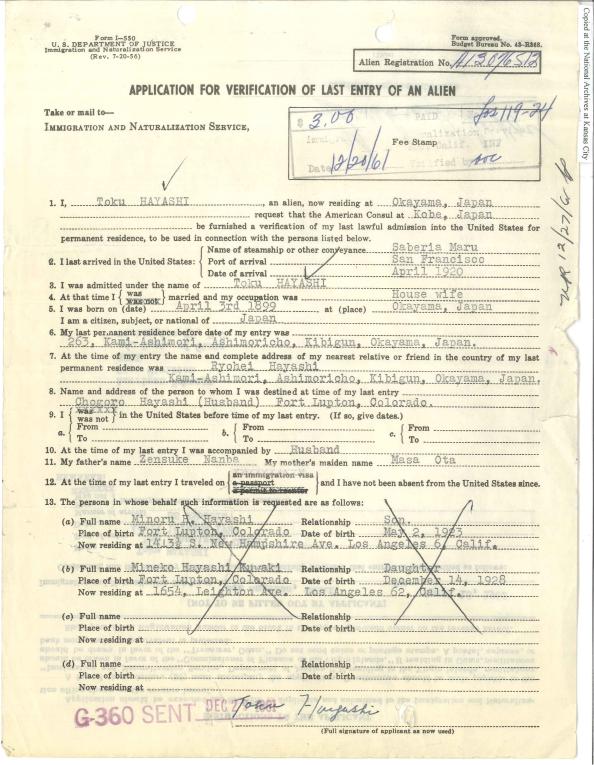 Form I-550
U. S. DEPARTMENT OF JUSTICE
Immigration and Naturalization Service
(Rev. 7-20-56)
Form approved.
Budget Bureau No. 43-R368.
Alien Registration No. A13076513
APPLICATION FOR VERIFICATION OF LAST ENTRY OF AN ALIEN
Take or mail to—
IMMIGRATION AND NATURALIZATION SERVICE,
$ 3.00 PAID
Fee Stamp
Date 12/20/61
Copied at the National Archives at Kansas City
1. I, Toku HAYASHI, an alien, now residing at Okayama, Japan
request that the American Consul at Kobe, Japan
be furnished a verification of my last lawful admission into the United States for
permanent residence, to be used in connection with the persons listed below.
2. I last arrived in the United States: Name of steamship or other conveyance Saberia Maru
Port of arrival San Francisco
Date of arrival April 1920
3. I was admitted under the name of Toku HAYASHI
4. At that time I was was not married and my occupation was House wife
5. I was born on (date) April 3rd 1899 at (place) Okayama, Japan
I am a citizen, subject, or national of Japan
6. My last permanent residence before date of my entry was
263, Kami-Ashimori, Ashimoricho, Kibigun, Okayama, Japan.
7. At the time of my entry the name and complete address of my nearest relative or friend in the country of my last
permanent residence was Ryohei Hayashi
Kami-Ashimori, Ashimoricho, Kibigun, Okayama, Japan.
8. Name and address of the person to whom I was destined at time of my last entry
Chogoro Hayashi (Husband) Fort Lupton, Colorado.
9. I was was not in the United States before time of my last entry. (If so, give dates.)
a. From b. From c. From
To To To
10. At the time of my last entry I was accompanied by Husband
11. My father's name Zensuke Nanba My mother's maiden name Masa Ota
12. At the time of my last entry I traveled on an immigration visa a passport a permit to reenter and I have not been absent from the United States since.
13. The persons in whose behalf such information is requested are as follows:
(a) Full name Minoru R. Hayashi Relationship Son.
Place of birth Fort Lupton, Colorado Date of birth May 2, 1923
Now residing at 1413½ S. New Hampshire Ave. Los Angeles 6, Calif.
(b) Full name Mineko Hayashi Kuwaki Relationship Daughter
Place of birth Fort Lupton, Colorado Date of birth December 14, 1928
Now residing at 1654, Leighton Ave. Los Angeles 62, Calif.
(c) Full name Relationship
Place of birth Date of birth
Now residing at
(d) Full name Relationship
Place of birth Date of birth
Now residing at
G-360 SENT DEC
Toku Hayashi
(Full signature of applicant as now used)